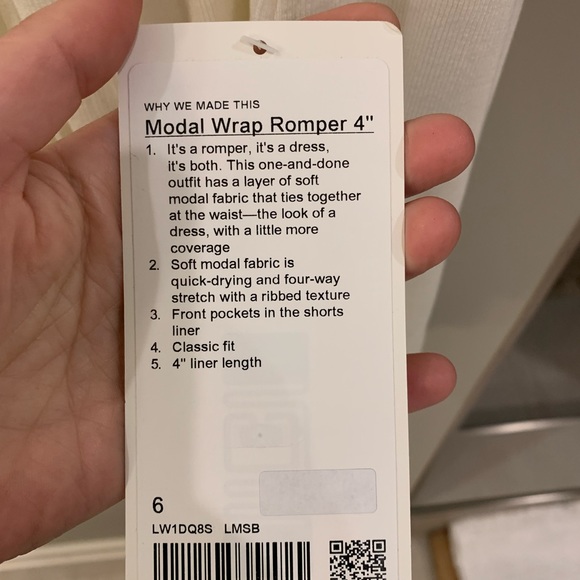 WHY WE MADE THIS
Modal Wrap Romper 4"
1. It's a romper, it's a dress,
it's both. This one-and-done
outfit has a layer of soft
modal fabric that ties together
at the waist—the look of a
dress, with a little more
coverage
2. Soft modal fabric is
quick-drying and four-way
stretch with a ribbed texture
3. Front pockets in the shorts
liner
4. Classic fit
5. 4" liner length
6
LW1DQ8S LMSB